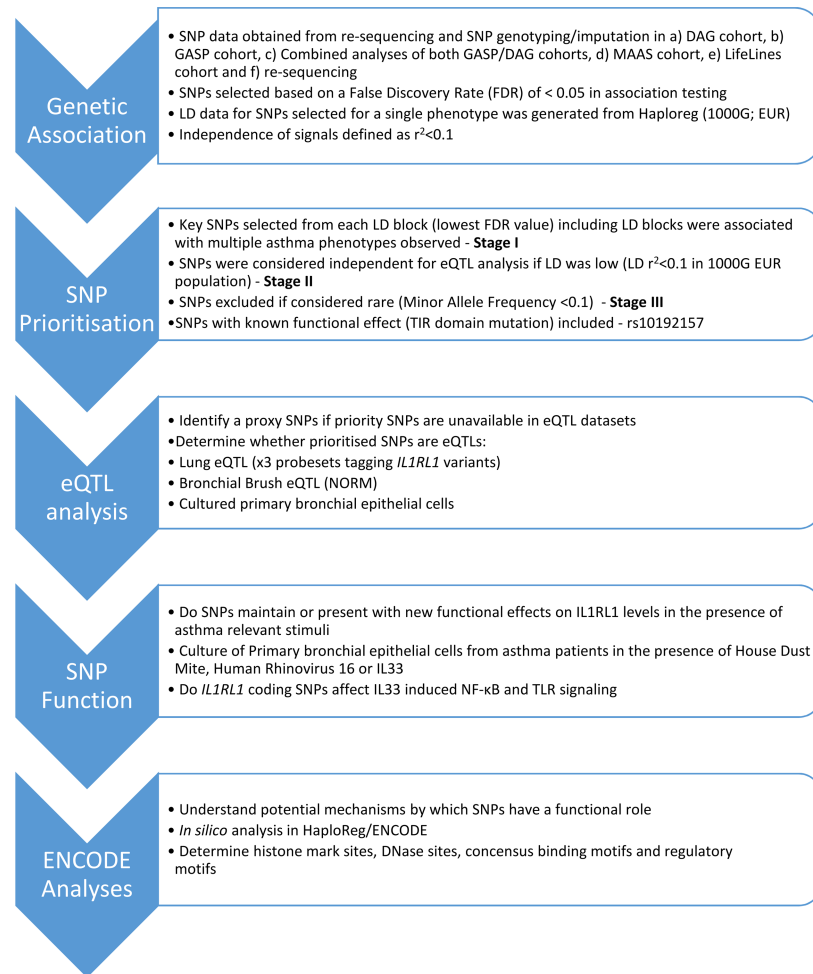 Genetic
Association
• SNP data obtained from re-sequencing and SNP genotyping/imputation in a) DAG cohort, b)
GASP cohort, c) Combined analyses of both GASP/DAG cohorts, d) MAAS cohort, e) LifeLines
cohort and f) re-sequencing
• SNPs selected based on a False Discovery Rate (FDR) of < 0.05 in association testing
• LD data for SNPs selected for a single phenotype was generated from Haploreg (1000G; EUR)
• Independence of signals defined as r²<0.1
SNP
Prioritisation
• Key SNPs selected from each LD block (lowest FDR value) including LD blocks were associated
with multiple asthma phenotypes observed - Stage I
• SNPs were considered independent for eQTL analysis if LD was low (LD r²<0.1 in 1000G EUR
population) - Stage II
• SNPs excluded if considered rare (Minor Allele Frequency <0.1) - Stage III
•SNPs with known functional effect (TIR domain mutation) included - rs10192157
eQTL
analysis
• Identify a proxy SNPs if priority SNPs are unavailable in eQTL datasets
•Determine whether prioritised SNPs are eQTLs:
• Lung eQTL (x3 probesets tagging IL1RL1 variants)
• Bronchial Brush eQTL (NORM)
• Cultured primary bronchial epithelial cells
SNP
Function
• Do SNPs maintain or present with new functional effects on IL1RL1 levels in the presence of
asthma relevant stimuli
• Culture of Primary bronchial epithelial cells from asthma patients in the presence of House Dust
Mite, Human Rhinovirus 16 or IL33
• Do IL1RL1 coding SNPs affect IL33 induced NF-κB and TLR signaling
ENCODE
Analyses
• Understand potential mechanisms by which SNPs have a functional role
• In silico analysis in HaploReg/ENCODE
• Determine histone mark sites, DNase sites, concensus binding motifs and regulatory
motifs